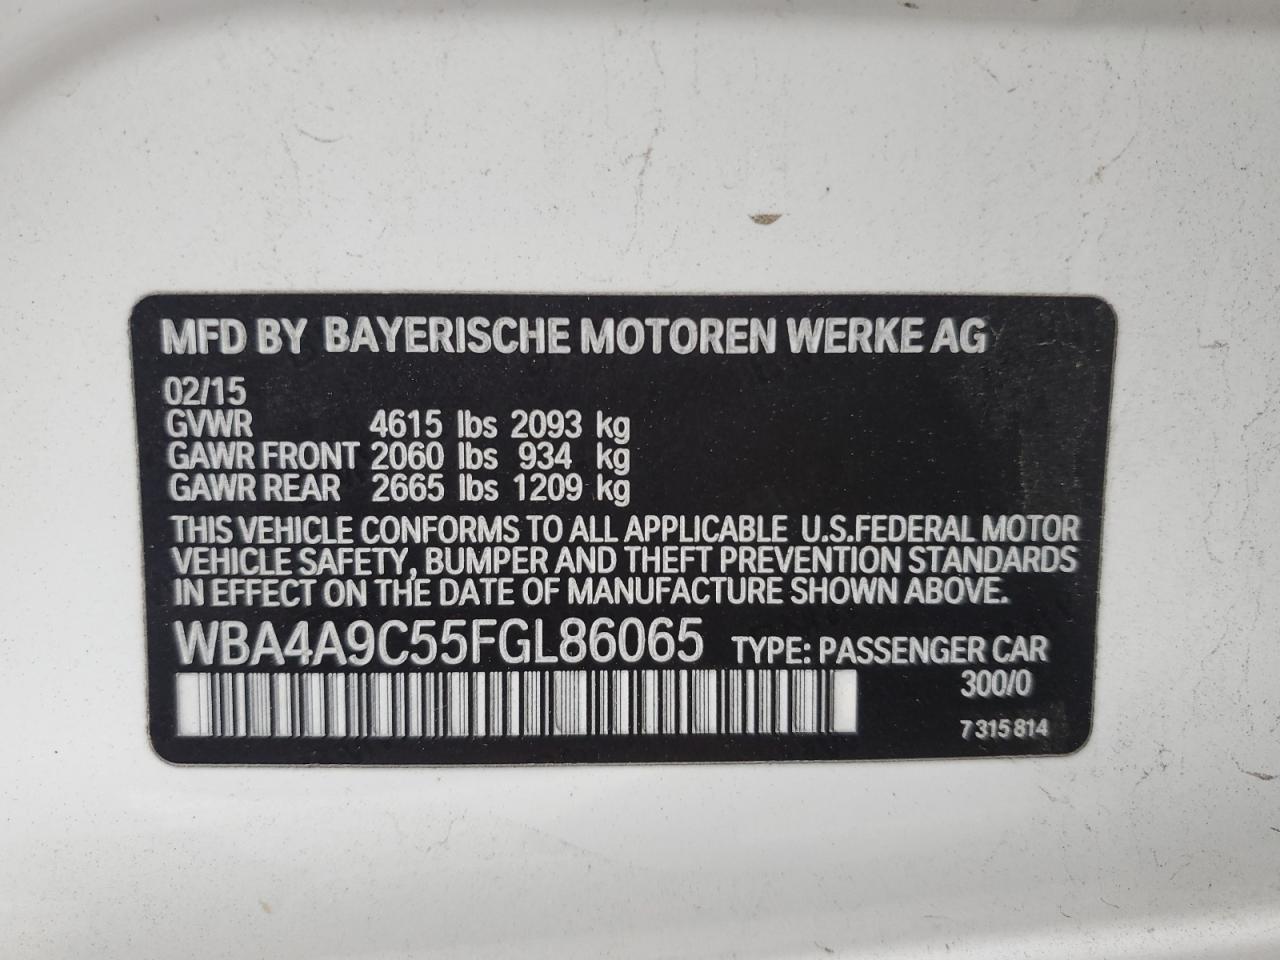 MFD BY BAYERISCHE MOTOREN WERKE AG
02/15
GVWR 4615 lbs 2093 kg
GAWR FRONT 2060 lbs 934 kg
GAWR REAR 2665 lbs 1209 kg
THIS VEHICLE CONFORMS TO ALL APPLICABLE U.S.FEDERAL MOTOR
VEHICLE SAFETY, BUMPER AND THEFT PREVENTION STANDARDS
IN EFFECT ON THE DATE OF MANUFACTURE SHOWN ABOVE.
WBA4A9C55FGL86065 TYPE: PASSENGER CAR
300/0
7 315 814